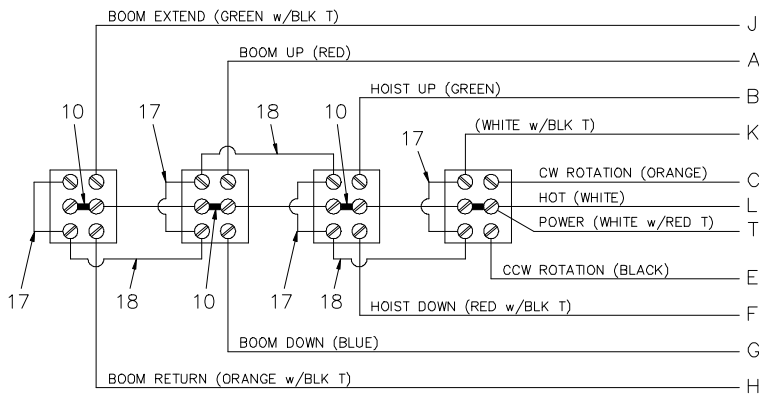 BOOM EXTEND (GREEN w/BLK T) J
BOOM UP (RED) A
HOIST UP (GREEN) B
10 17 18 10 17 (WHITE w/BLK T) K
CW ROTATION (ORANGE) C
HOT (WHITE) L
POWER (WHITE w/RED T) T
CCW ROTATION (BLACK) E
17 18 10 17 18 HOIST DOWN (RED w/BLK T) F
BOOM DOWN (BLUE) G
BOOM RETURN (ORANGE w/BLK T) H